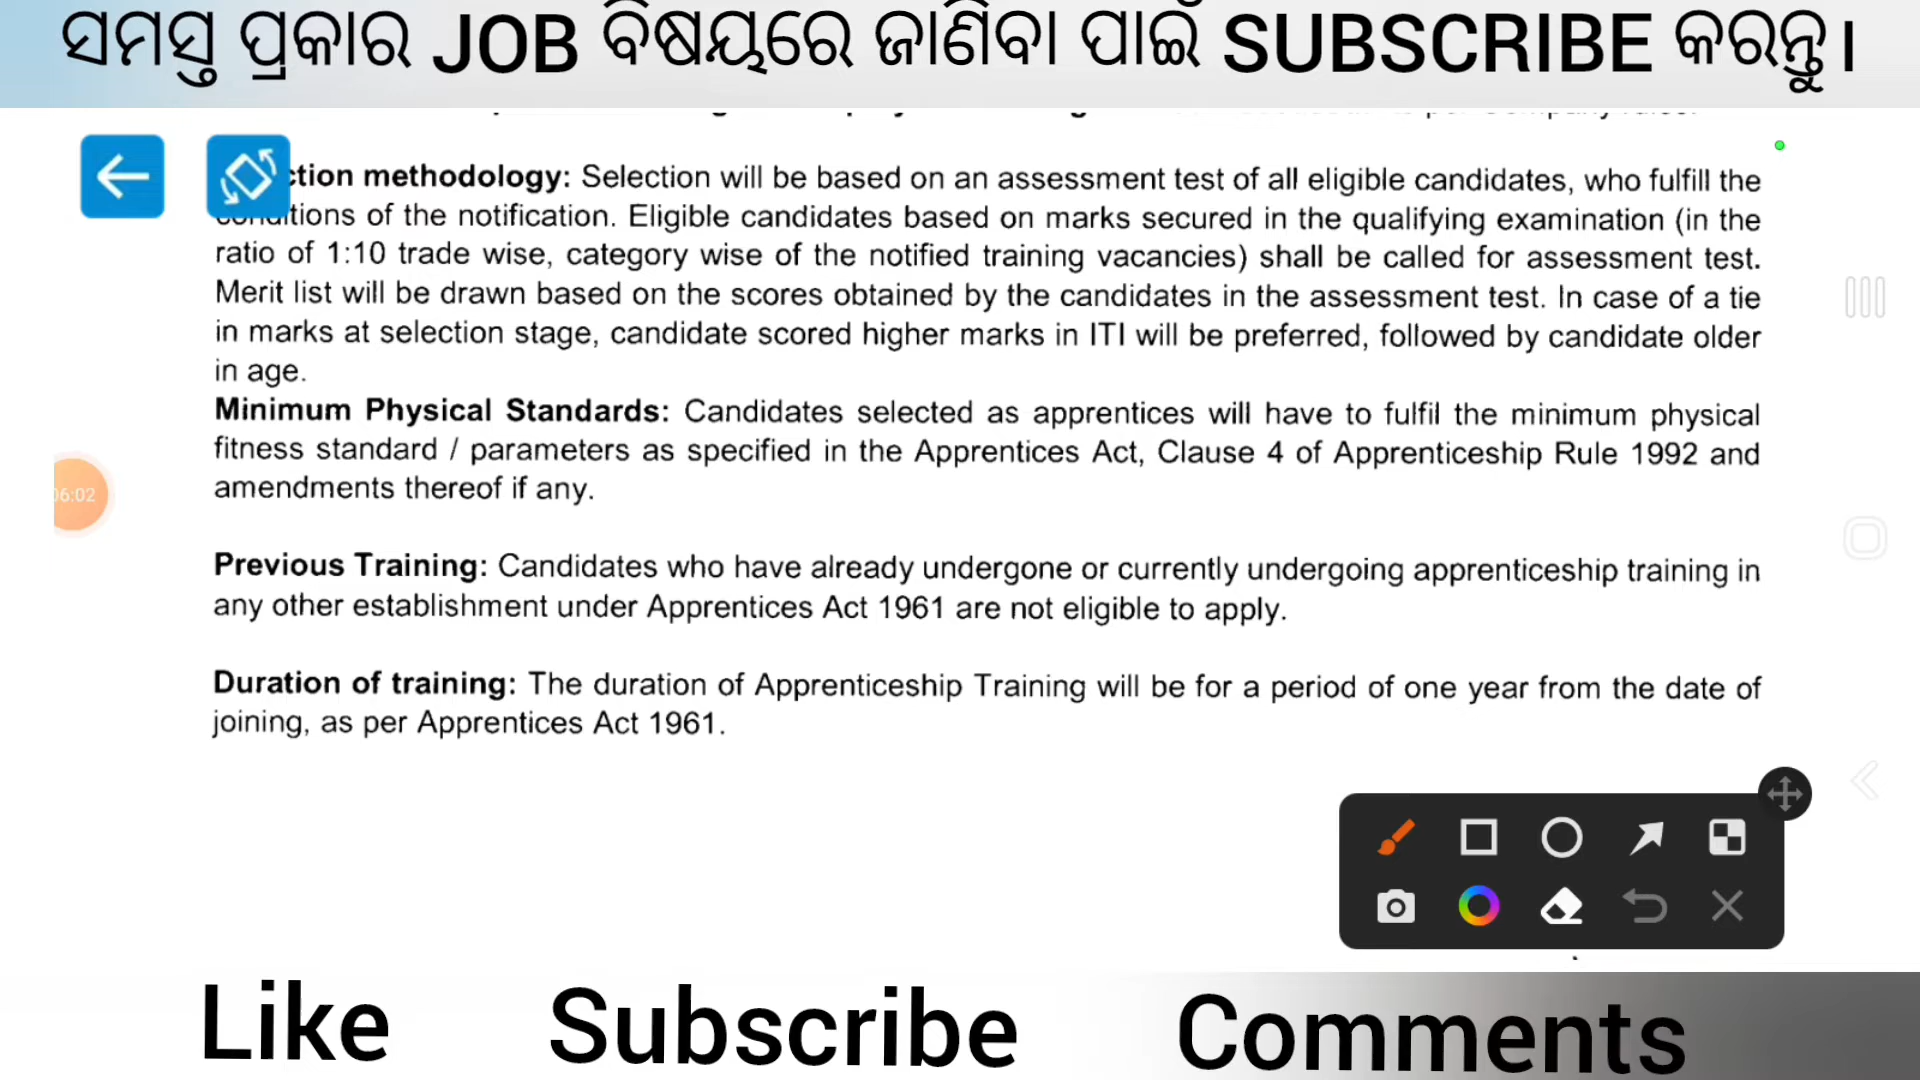 ସମସ୍ତ ପ୍ରକାର JOB ବିଷୟରେ ଜାଣିବା ପାଇଁ SUBSCRIBE କରନ୍ତୁ।
ction methodology: Selection will be based on an assessment test of all eligible candidates, who fulfill the
conditions of the notification. Eligible candidates based on marks secured in the qualifying examination (in the
ratio of 1:10 trade wise, category wise of the notified training vacancies) shall be called for assessment test.
Merit list will be drawn based on the scores obtained by the candidates in the assessment test. In case of a tie
in marks at selection stage, candidate scored higher marks in ITI will be preferred, followed by candidate older
in age.
Minimum Physical Standards: Candidates selected as apprentices will have to fulfil the minimum physical
fitness standard / parameters as specified in the Apprentices Act, Clause 4 of Apprenticeship Rule 1992 and
amendments thereof if any.
06:02
Previous Training: Candidates who have already undergone or currently undergoing apprenticeship training in
any other establishment under Apprentices Act 1961 are not eligible to apply.
Duration of training: The duration of Apprenticeship Training will be for a period of one year from the date of
joining, as per Apprentices Act 1961.
Like Subscribe Comments